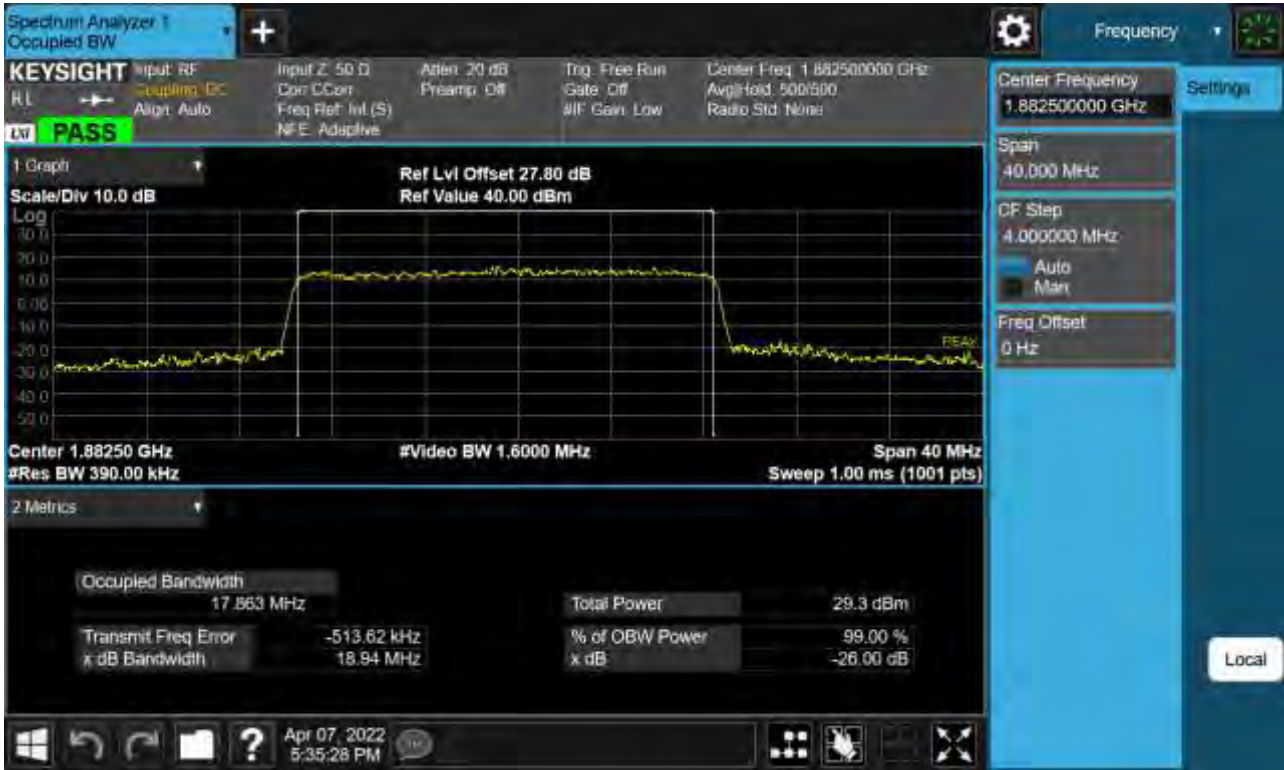 Spectrum Analyzer 1
Occupied BW
+
Frequency
KEYSIGHT
Input: RF
Coupling: DC
Align: Auto
RL
LXI
PASS
Input Z: 50 Ω
Corr CCorr
Freq Ref: Int (S)
NFE: Adaptive
Atten: 20 dB
Preamp: Off
Trig: Free Run
Gate: Off
#IF Gain: Low
Center Freq: 1.882500000 GHz
Avg|Hold: 500/500
Radio Std: None
Center Frequency
1.882500000 GHz
Settings
Span
40.000 MHz
CF Step
4.000000 MHz
Auto
Man
Freq Offset
0 Hz
1 Graph
Scale/Div 10.0 dB
Ref Lvl Offset 27.80 dB
Ref Value 40.00 dBm
Log
30.0
20.0
10.0
0.00
-10.0
-20.0
-30.0
-40.0
-50.0
PEAK
Center 1.88250 GHz
#Video BW 1.6000 MHz
Span 40 MHz
#Res BW 390.00 kHz
Sweep 1.00 ms (1001 pts)
2 Metrics
Occupied Bandwidth
17.863 MHz
Total Power
29.3 dBm
Transmit Freq Error
-513.62 kHz
% of OBW Power
99.00 %
x dB Bandwidth
18.94 MHz
x dB
-26.00 dB
Local
?
Apr 07, 2022
5:35:28 PM